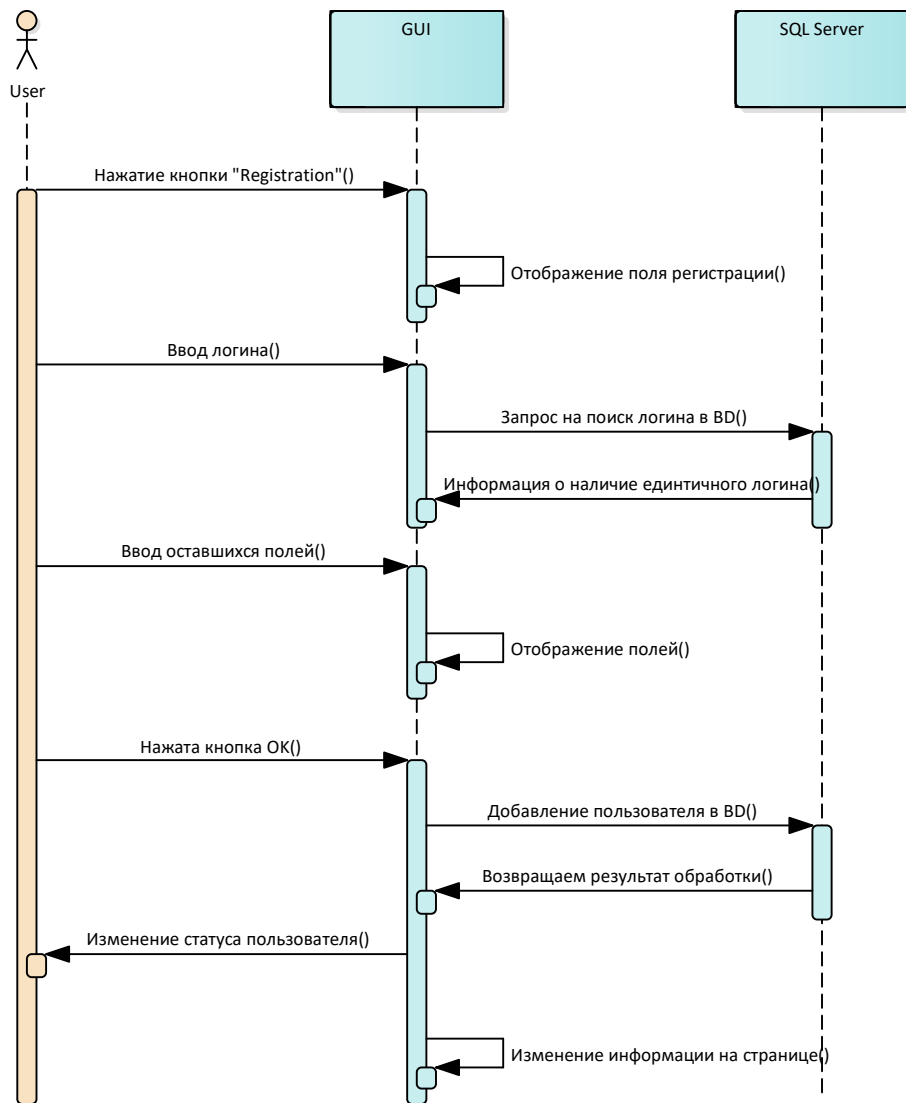 GUI
SQL Server
User
Нажатие кнопки "Registration"()
Отображение поля регистрации()
Ввод логина()
Запрос на поиск логина в BD()
Информация о наличие единтичного логина()
Ввод оставшихся полей()
Отображение полей()
Нажата кнопка ОК()
Добавление пользователя в BD()
Возвращаем результат обработки()
Изменение статуса пользователя()
Изменение информации на странице()